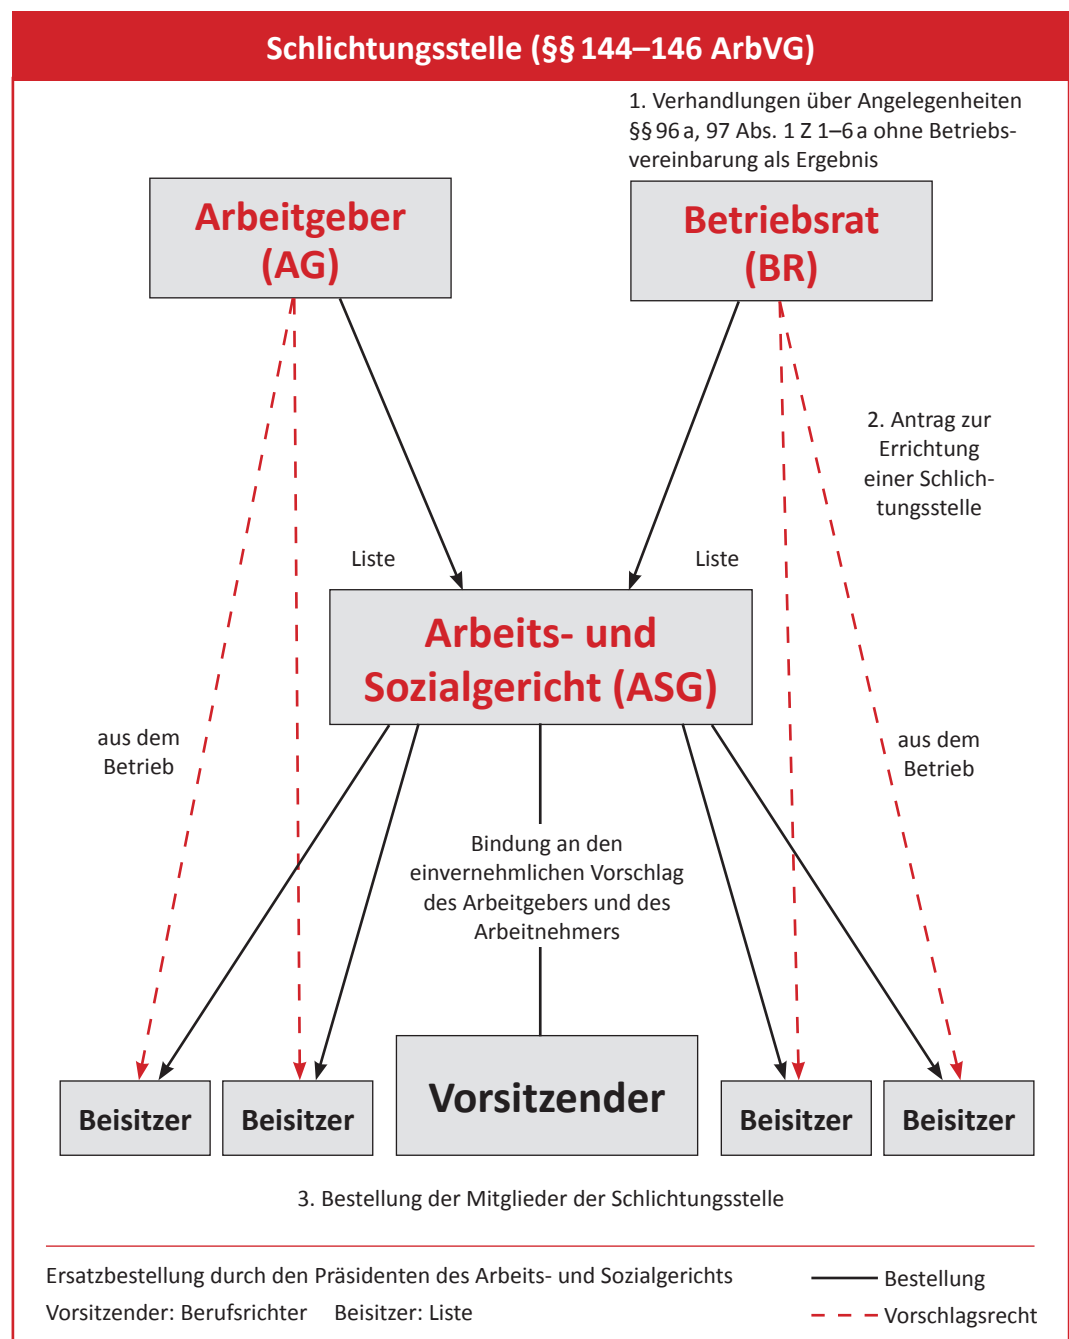 Schlichtungsstelle (§§ 144–146 ArbVG)
1. Verhandlungen über Angelegenheiten
§§ 96 a, 97 Abs. 1 Z 1–6 a ohne Betriebs-
vereinbarung als Ergebnis
Arbeitgeber
(AG)
Betriebsrat
(BR)
2. Antrag zur
Errichtung
einer Schlich-
tungsstelle
Liste
Liste
Arbeits- und
Sozialgericht (ASG)
aus dem
Betrieb
aus dem
Betrieb
Bindung an den
einvernehmlichen Vorschlag
des Arbeitgebers und des
Arbeitnehmers
Beisitzer
Beisitzer
Vorsitzender
Beisitzer
Beisitzer
3. Bestellung der Mitglieder der Schlichtungsstelle
Ersatzbestellung durch den Präsidenten des Arbeits- und Sozialgerichts
Vorsitzender: Berufsrichter Beisitzer: Liste
Bestellung
Vorschlagsrecht